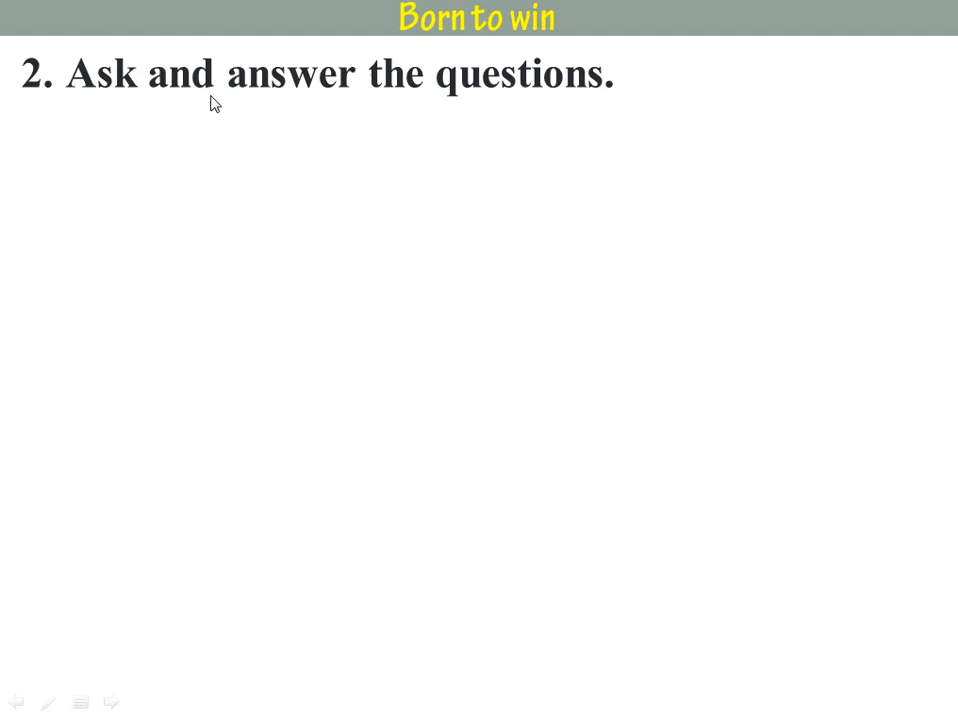 Born to win
2. Ask and answer the questions.